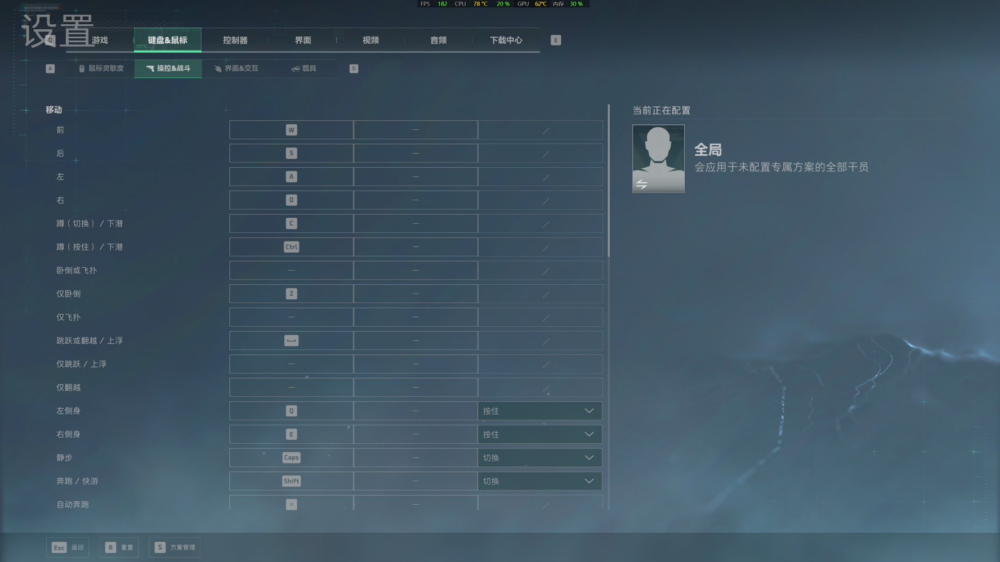 FPS 182 CPU 78 °C 20 % GPU 62°C 内存 30 %
设置
Q 游戏 键盘&鼠标 控制器 界面 视频 音频 下载中心 E
A 鼠标灵敏度 操控&战斗 界面&交互 载具 D
移动
前 W — ／
后 S — ／
左 A — ／
右 D — ／
蹲（切换）/ 下潜 C — ／
蹲（按住）/ 下潜 Ctrl — ／
卧倒或飞扑 — — ／
仅卧倒 Z — ／
仅飞扑 — — ／
跳跃或翻越 / 上浮 — ／
仅跳跃 / 上浮 — — ／
仅翻越 — — ／
左侧身 Q — 按住
右侧身 E — 按住
静步 Caps — 切换
奔跑 / 快游 Shift — 切换
自动奔跑 = — ／
当前正在配置
全局
会应用于未配置专属方案的全部干员
Esc 返回 R 重置 S 方案管理